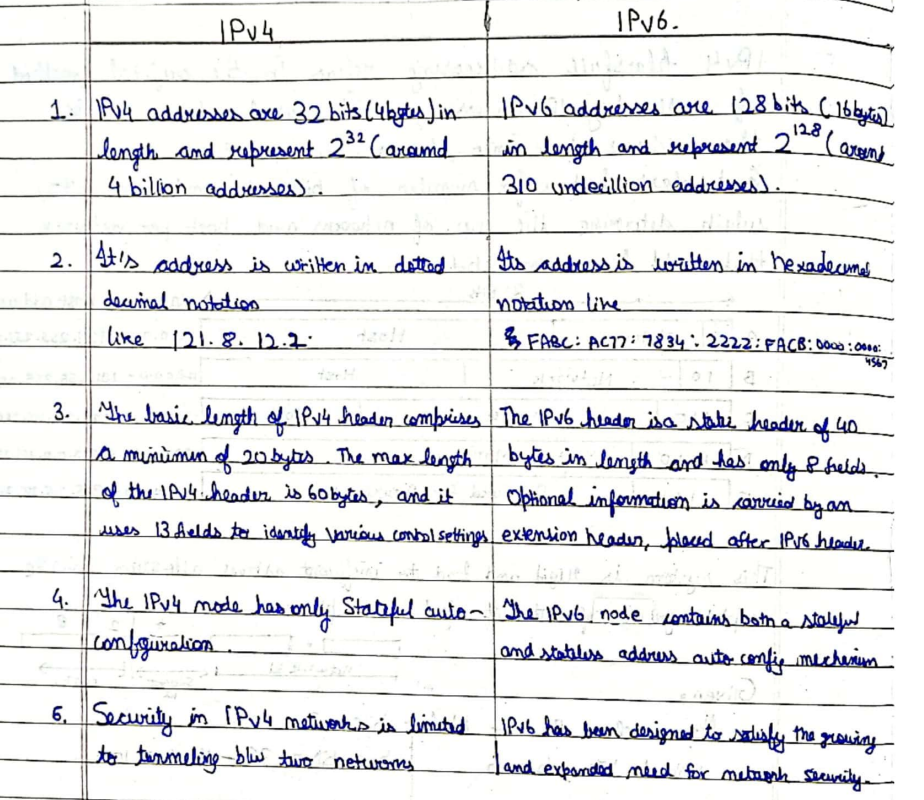 IPv4
IPv6.
1.
IPv4 addresses are 32 bits (4bytes) in
length and represent 2^32 (around
4 billion addresses).
IPv6 addresses are 128 bits (16bytes)
in length and represent 2^128 (around
310 undecillion addresses).
2.
It's address is written in dotted
decimal notation
like 121.8.12.2.
Its address is written in hexadecimal
notation like
FABC: AC77: 7834: 2222: FACB: 0000: 0000:
4567
3.
The basic length of IPv4 header comprises
a minimum of 20 bytes. The max length
of the IPv4 header is 60 bytes, and it
uses 13 fields to identify various control settings
The IPv6 header is a static header of 40
bytes in length and has only 8 fields.
Optional information is carried by an
extension header, placed after IPv6 header.
4.
The IPv4 node has only Stateful auto-
configuration.
The IPv6 node contains both a stateful
and stateless address auto config mechanism
5.
Security in IPv4 networks is limited
to tunneling b/w two networks
IPv6 has been designed to satisfy the growing
and expanded need for network security.